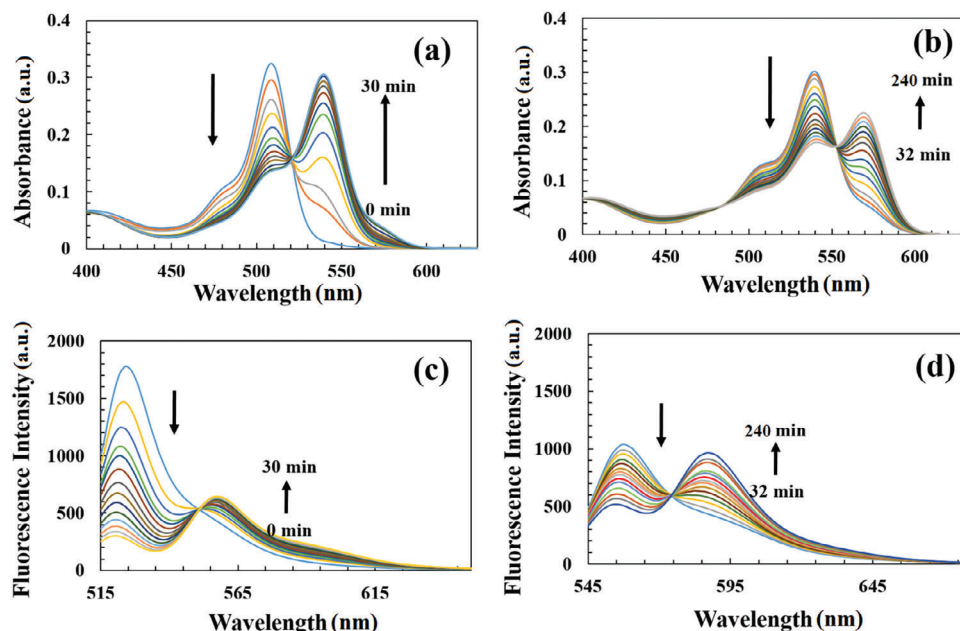 (a)
0.4
0.3
0.2
0.1
0
Absorbance (a.u.)
30 min
0 min
400
450
500
550
600
Wavelength (nm)
(b)
0.4
0.3
0.2
0.1
0
Absorbance (a.u.)
240 min
32 min
400
450
500
550
600
Wavelength (nm)
(c)
2000
1500
1000
500
0
Fluorescence Intensity (a.u.)
30 min
0 min
515
565
615
Wavelength (nm)
(d)
2000
1500
1000
500
0
Fluorescence Intensity (a.u.)
240 min
32 min
545
595
645
Wavelength (nm)